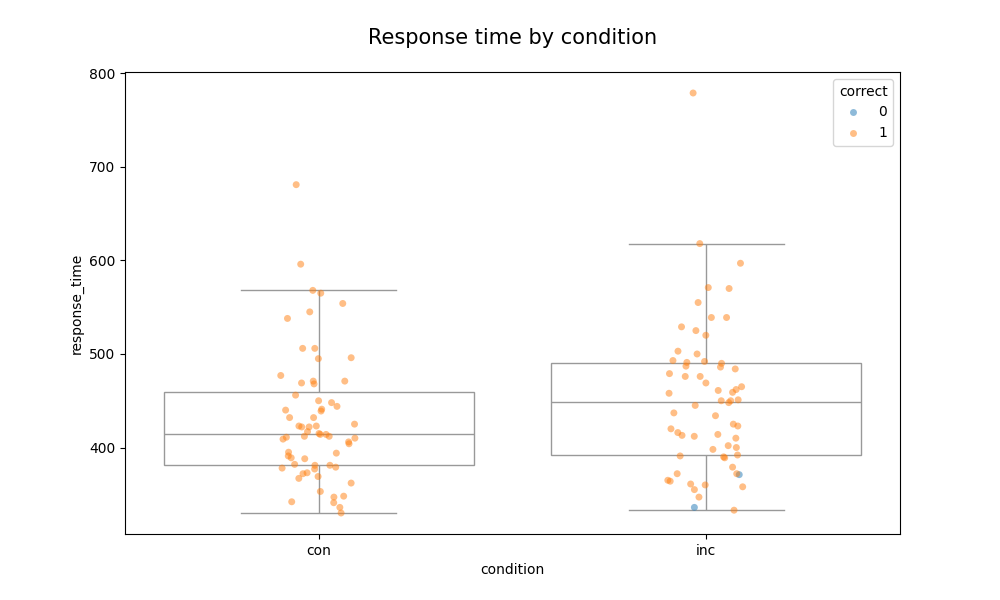 Response time by condition
800
700
600
500
400
response_time
correct
0
1
con
inc
condition